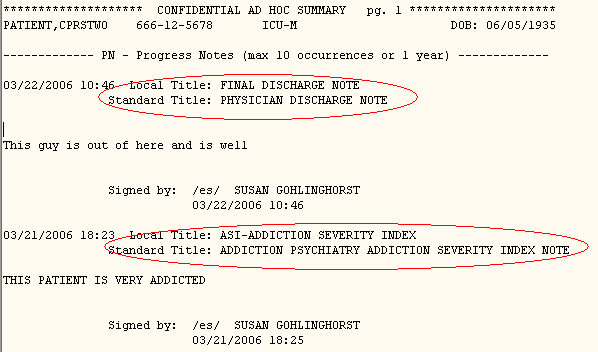 ********************  CONFIDENTIAL AD HOC SUMMARY   pg. 1 *********************
PATIENT,CPRSTWO    666-12-5678       ICU-M                   DOB: 06/05/1935
-------------- PN - Progress Notes (max 10 occurrences or 1 year) --------------
03/22/2006 10:46  Local Title: FINAL DISCHARGE NOTE
Standard Title: PHYSICIAN DISCHARGE NOTE
This guy is out of here and is well
Signed by:  /es/  SUSAN GOHLINGHORST
03/22/2006 10:46
03/21/2006 18:23  Local Title: ASI-ADDICTION SEVERITY INDEX
Standard Title: ADDICTION PSYCHIATRY ADDICTION SEVERITY INDEX NOTE
THIS PATIENT IS VERY ADDICTED
Signed by:  /es/  SUSAN GOHLINGHORST
03/21/2006 18:25